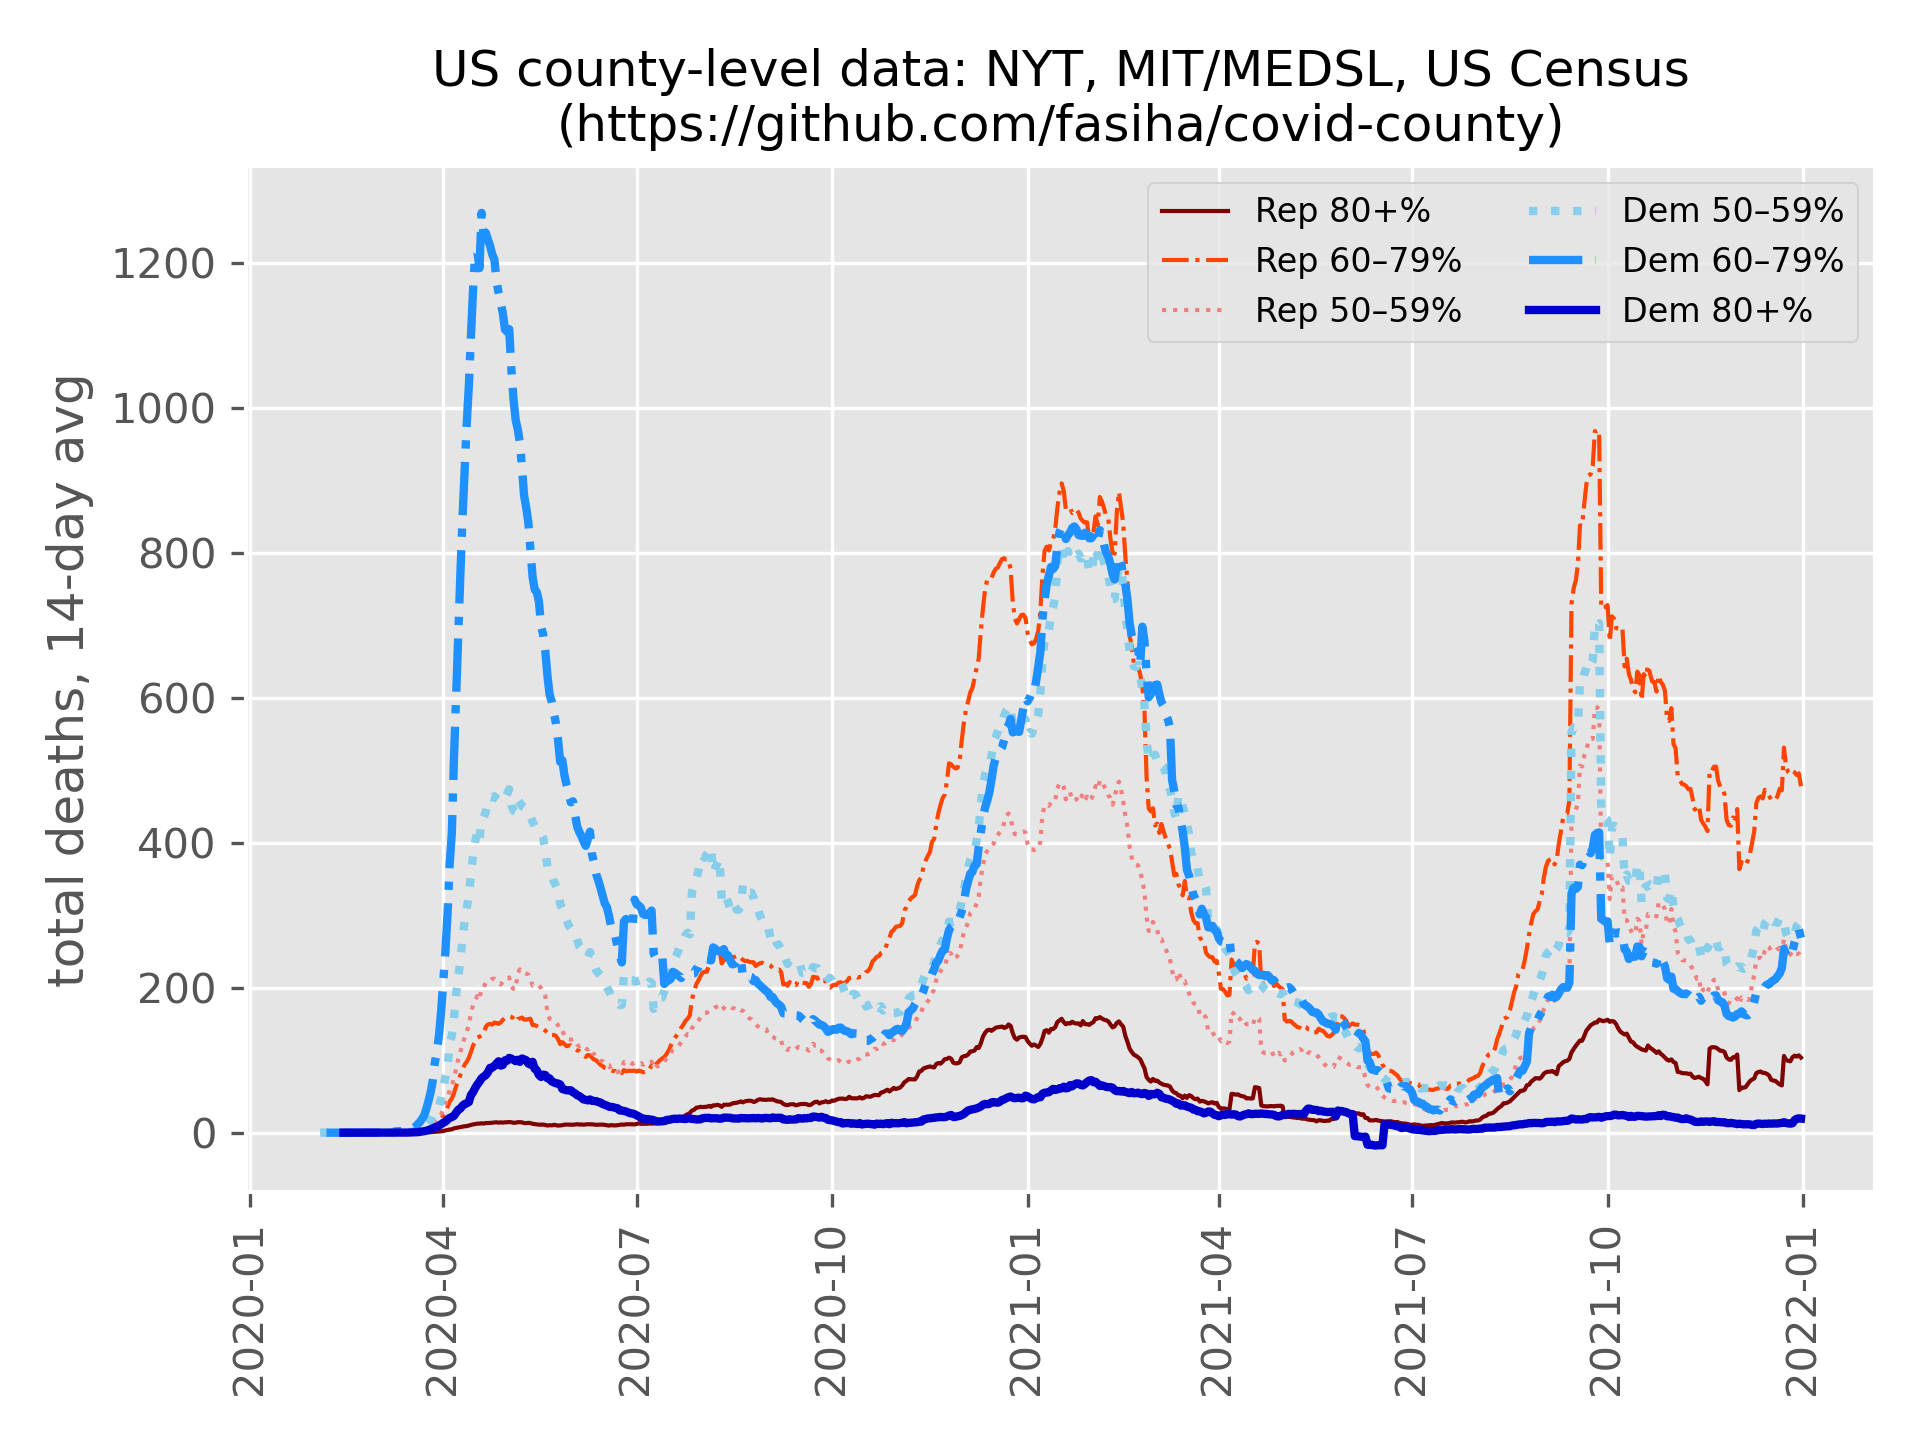 US county-level data: NYT, MIT/MEDSL, US Census
(https://github.com/fasiha/covid-county)
Rep 80+%
Rep 60–79%
Rep 50–59%
Dem 50–59%
Dem 60–79%
Dem 80+%
total deaths, 14-day avg
1200
1000
800
600
400
200
0
2020-01
2020-04
2020-07
2020-10
2021-01
2021-04
2021-07
2021-10
2022-01